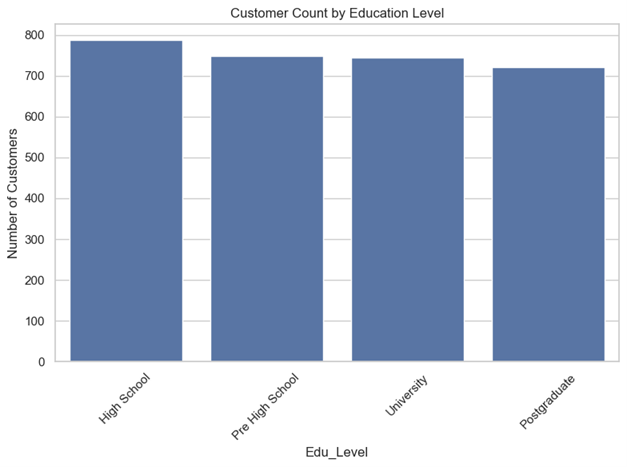 Customer Count by Education Level
Number of Customers
800
700
600
500
400
300
200
100
0
High School
Pre High School
University
Postgraduate
Edu_Level